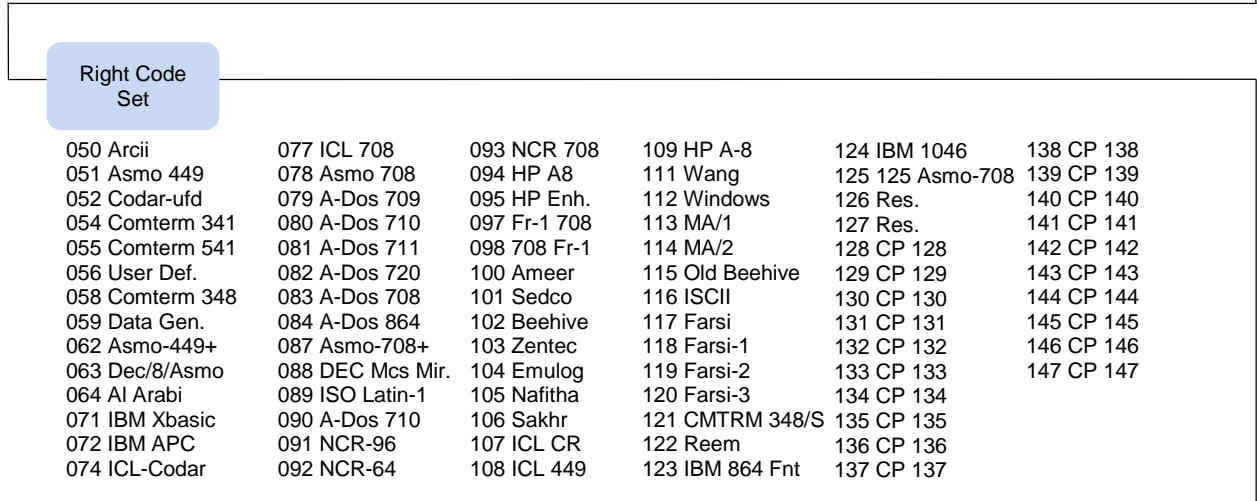 Right Code
Set
050 Arcii
051 Asmo 449
052 Codar-ufd
054 Comterm 341
055 Comterm 541
056 User Def.
058 Comterm 348
059 Data Gen.
062 Asmo-449+
063 Dec/8/Asmo
064 Al Arabi
071 IBM Xbasic
072 IBM APC
074 ICL-Codar
077 ICL 708
078 Asmo 708
079 A-Dos 709
080 A-Dos 710
081 A-Dos 711
082 A-Dos 720
083 A-Dos 708
084 A-Dos 864
087 Asmo-708+
088 DEC Mcs Mir.
089 ISO Latin-1
090 A-Dos 710
091 NCR-96
092 NCR-64
093 NCR 708
094 HP A8
095 HP Enh.
097 Fr-1 708
098 708 Fr-1
100 Ameer
101 Sedco
102 Beehive
103 Zentec
104 Emulog
105 Nafitha
106 Sakhr
107 ICL CR
108 ICL 449
109 HP A-8
111 Wang
112 Windows
113 MA/1
114 MA/2
115 Old Beehive
116 ISCII
117 Farsi
118 Farsi-1
119 Farsi-2
120 Farsi-3
121 CMTRM 348/S
122 Reem
123 IBM 864 Fnt
124 IBM 1046
125 125 Asmo-708
126 Res.
127 Res.
128 CP 128
129 CP 129
130 CP 130
131 CP 131
132 CP 132
133 CP 133
134 CP 134
135 CP 135
136 CP 136
137 CP 137
138 CP 138
139 CP 139
140 CP 140
141 CP 141
142 CP 142
143 CP 143
144 CP 144
145 CP 145
146 CP 146
147 CP 147